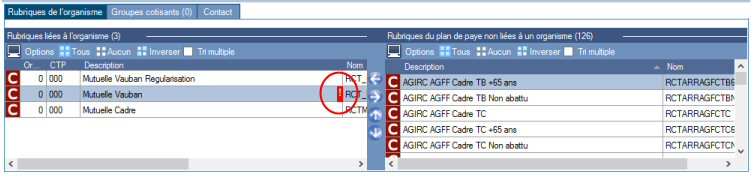 Rubriques de l'organisme Groupes cotisants (0) Contact
Rubriques liées à l'organisme (3)
Options Tous Aucun Inverser Tri multiple
Or... CTP Description Nom
C 0 000 Mutuelle Vauban Regularisation RCT_
C 0 000 Mutuelle Vauban ! RCT_
C 0 000 Mutuelle Cadre RCTM
Rubriques du plan de paye non liées à un organisme (126)
Options Tous Aucun Inverser Tri multiple
Description Nom
C AGIRC AGFF Cadre TB +65 ans RCTARRAGFCTB6
C AGIRC AGFF Cadre TB Non abattu RCTARRAGFCTBN
C AGIRC AGFF Cadre TC RCTARRAGFCTC
C AGIRC AGFF Cadre TC +65 ans RCTARRAGFCTC6
C AGIRC AGFF Cadre TC Non abattu RCTARRAGFCTCN